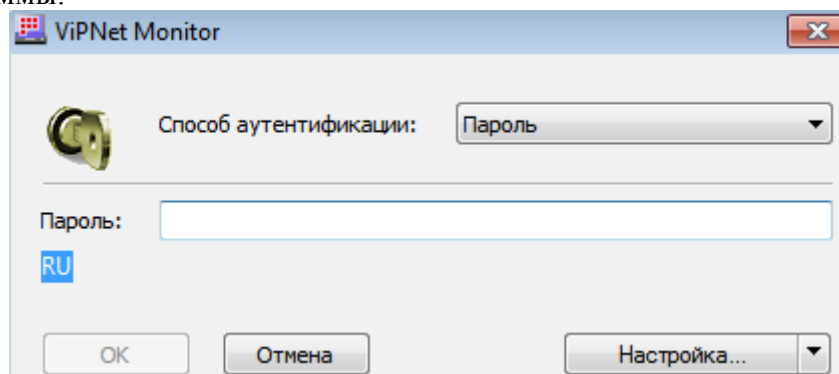 ViPNet Monitor
Способ аутентификации: Пароль
Пароль:
RU
OK Отмена Настройка...